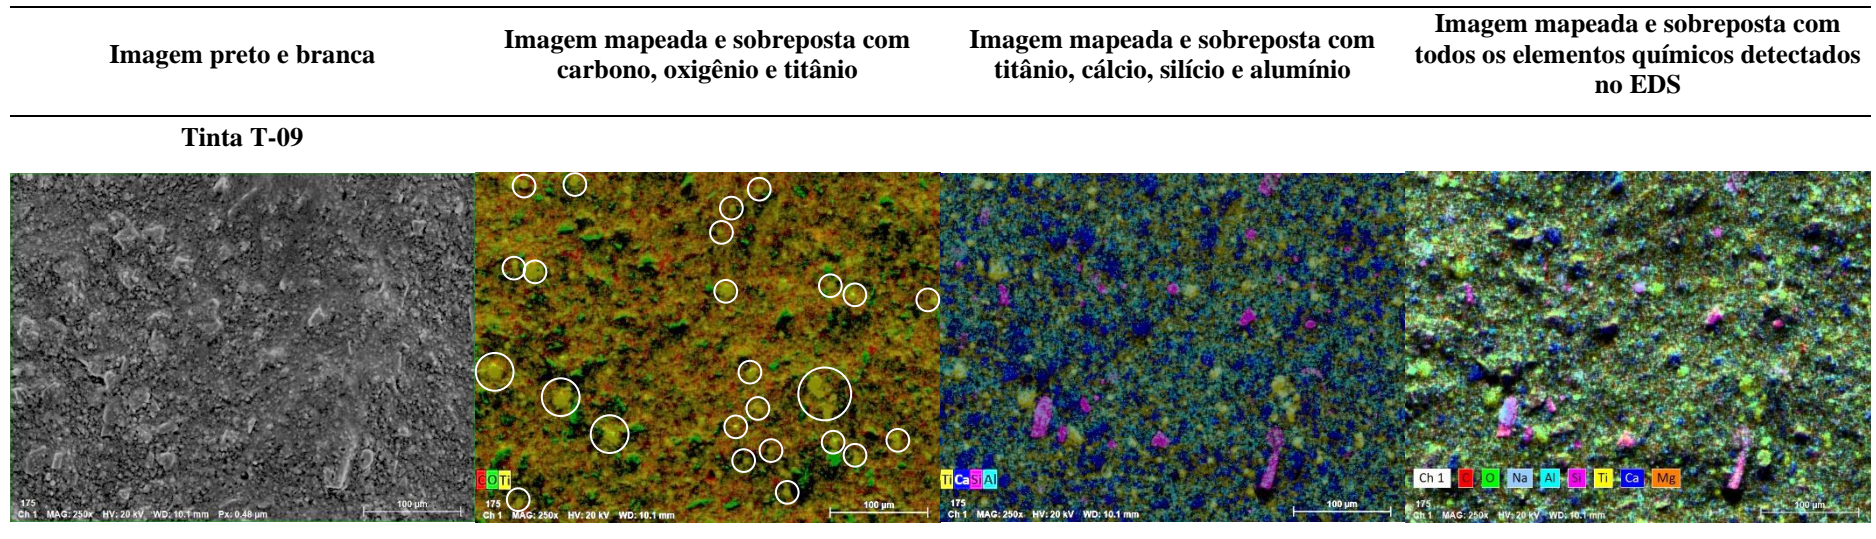 Imagem preto e branca
Imagem mapeada e sobreposta com
carbono, oxigênio e titânio
Imagem mapeada e sobreposta com
titânio, cálcio, silício e alumínio
Imagem mapeada e sobreposta com
todos os elementos químicos detectados
no EDS
Tinta T-09
175
Ch 1 MAG: 250x HV: 20 kV WD: 10.1 mm Px: 0.48 µm
100 µm
C O Ti
175
Ch 1 MAG: 250x HV: 20 kV WD: 10.1 mm
100 µm
Ti Ca Si Al
175
Ch 1 MAG: 250x HV: 20 kV WD: 10.1 mm
100 µm
Ch 1 C O Na Al Si Ti Ca Mg
175
Ch 1 MAG: 250x HV: 20 kV WD: 10.1 mm
100 µm